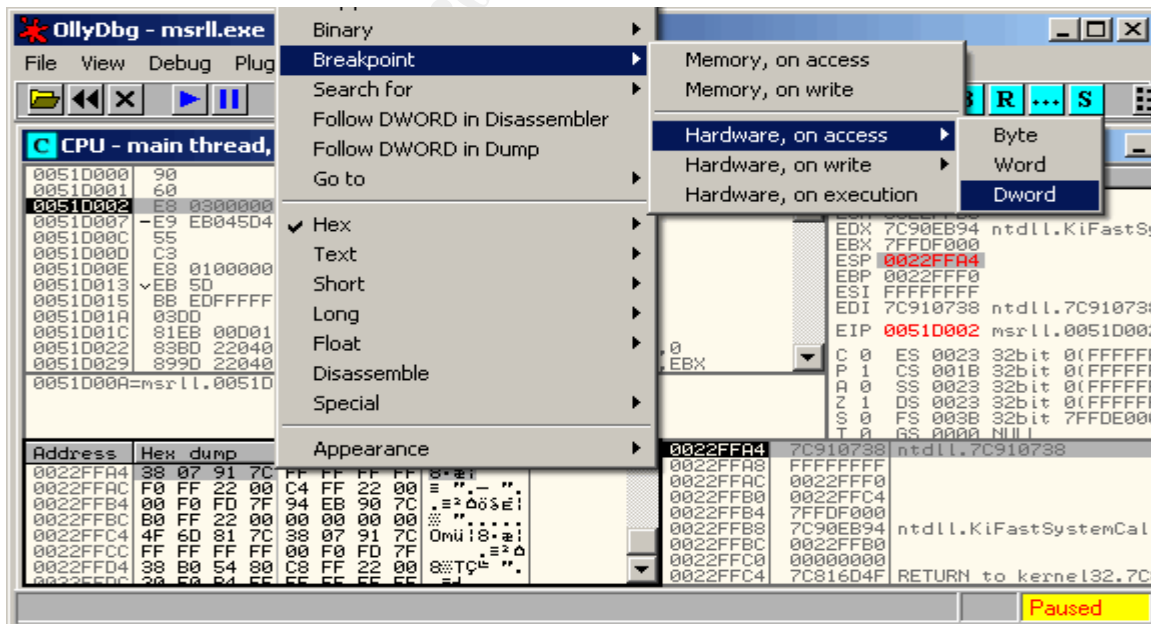 OllyDbg - msrll.exe
File View Debug Plug
Binary
Breakpoint
Search for
Follow DWORD in Disassembler
Follow DWORD in Dump
Go to
Hex
Text
Short
Long
Float
Disassemble
Special
Appearance
Memory, on access
Memory, on write
Hardware, on access
Hardware, on write
Hardware, on execution
Byte
Word
Dword
R ... S
CPU - main thread,
0051D000 90
0051D001 60
0051D002 E8 0300000
0051D007 -E9 EB045D4
0051D00C 55
0051D00D C3
0051D00E E8 0100000
0051D013 EB 5D
0051D015 BB EDFFFFF
0051D01A 03DD
0051D01C 81EB 00D01
0051D022 83BD 22040
0051D029 899D 22040
,0
,EBX
0051D00A=msrll.0051D
EDX 7C90EB94 ntdll.KiFastSy
EBX 7FFDF000
ESP 0022FFA4
EBP 0022FFF0
ESI FFFFFFFF
EDI 7C910738 ntdll.7C910738
EIP 0051D002 msrll.0051D002
C 0 ES 0023 32bit 0(FFFFFF
P 1 CS 001B 32bit 0(FFFFFF
A 0 SS 0023 32bit 0(FFFFFF
Z 1 DS 0023 32bit 0(FFFFFF
S 0 FS 003B 32bit 7FFDE000
T 0 GS 0000 NULL
Address Hex dump
0022FFA4 38 07 91 7C FF FF FF FF
0022FFAC F0 FF 22 00 C4 FF 22 00
0022FFB4 00 F0 FD 7F 94 EB 90 7C
0022FFBC B0 FF 22 00 00 00 00 00
0022FFC4 4F 6D 81 7C 38 07 91 7C
0022FFCC FF FF FF FF 00 F0 FD 7F
0022FFD4 38 B0 54 80 C8 FF 22 00
0022FFA4 7C910738 ntdll.7C910738
0022FFA8 FFFFFFFF
0022FFAC 0022FFF0
0022FFB0 0022FFC4
0022FFB4 7FFDF000
0022FFB8 7C90EB94 ntdll.KiFastSystemCal
0022FFBC 0022FFB0
0022FFC0 00000000
0022FFC4 7C816D4F RETURN to kernel32.7C
Paused